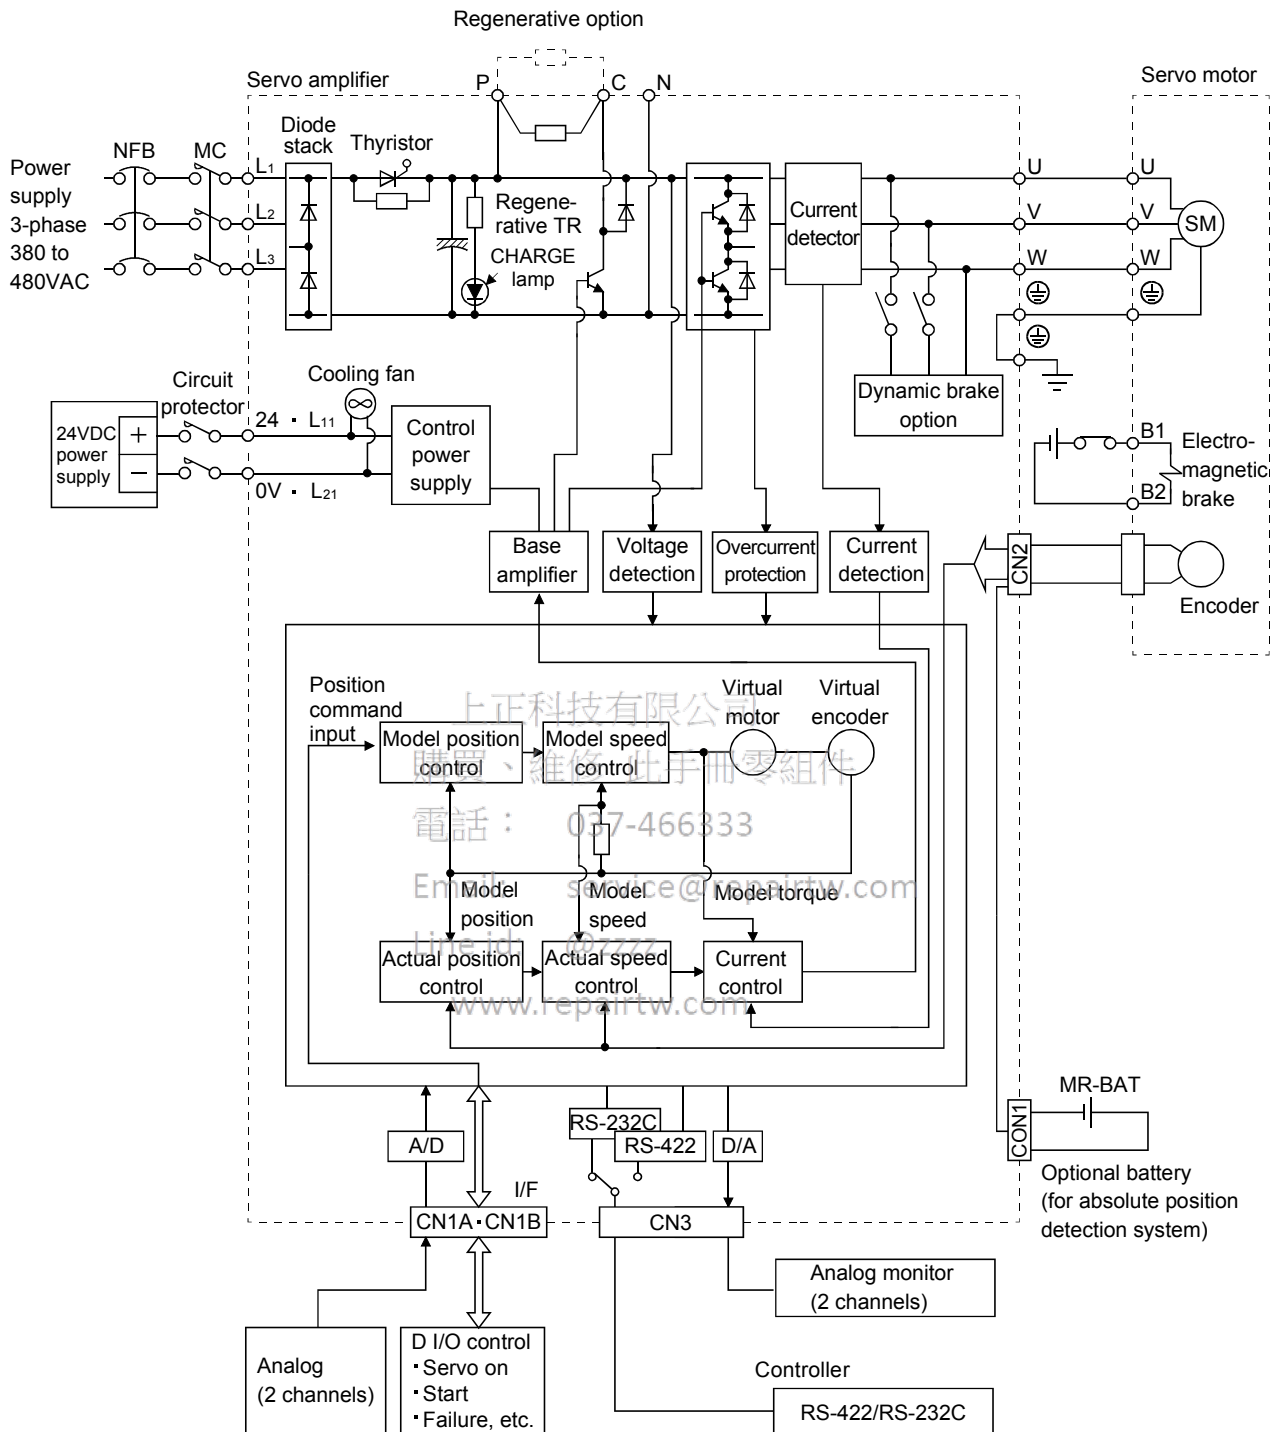 Regenerative option
Servo amplifier
P
C
N
Servo motor
Diode
stack
Thyristor
NFB
MC
Power
supply
3-phase
380 to
480VAC
L1
L2
L3
Regene-
rative TR
CHARGE
lamp
Current
detector
U
V
W
U
V
W
SM
Dynamic brake
option
Circuit
protector
Cooling fan
24VDC
power
supply
+
−
24・L11
0V・L21
Control
power
supply
B1
B2
Electro-
magnetic
brake
Base
amplifier
Voltage
detection
Overcurrent
protection
Current
detection
CN2
Encoder
Position
command
input
Virtual
motor
Virtual
encoder
上正科技有限公司
Model position
control
Model speed
control
購買、維修 此手冊零組件
電話： 037-466333
Email: service@repairtw.com
Model
position
Model
speed
Model torque
Line id: @zzzz
Actual position
control
Actual speed
control
Current
control
www.repairtw.com
MR-BAT
CON1
Optional battery
(for absolute position
detection system)
A/D
RS-232C
RS-422
D/A
I/F
CN1A・CN1B
CN3
Analog monitor
(2 channels)
Analog
(2 channels)
D I/O control
・Servo on
・Start
・Failure, etc.
Controller
RS-422/RS-232C